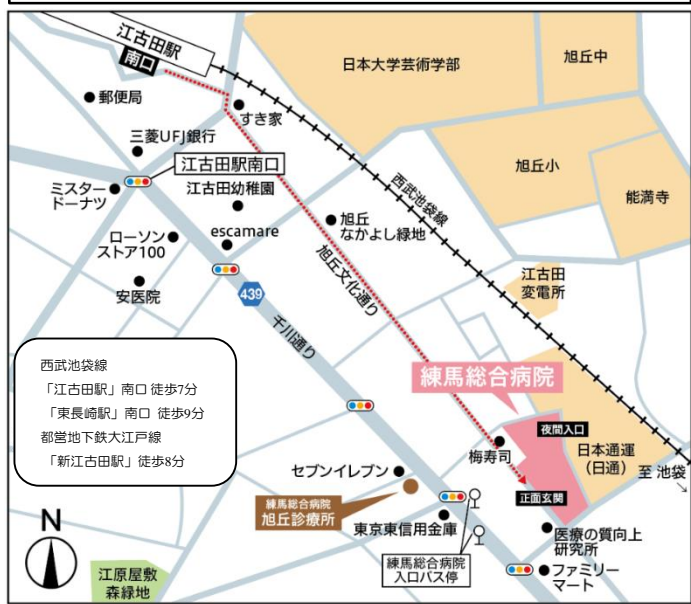 江古田駅
南口
日本大学芸術学部
旭丘中
郵便局
すき家
三菱UFJ銀行
江古田駅南口
旭丘小
能満寺
ミスター
ドーナツ
江古田幼稚園
西武池袋線
escamare
旭丘
なかよし緑地
ローソン
ストア100
旭丘文化通り
江古田
変電所
安医院
439
千川通り
西武池袋線
「江古田駅」南口 徒歩7分
「東長崎駅」南口 徒歩9分
都営地下鉄大江戸線
「新江古田駅」徒歩8分
練馬総合病院
夜間入口
梅寿司
日本通運
(日通)
至 池袋
セブンイレブン
正面玄関
練馬総合病院
旭丘診療所
東京東信用金庫
医療の質向上
研究所
N
練馬総合病院
入口バス停
江原屋敷
森緑地
ファミリー
マート